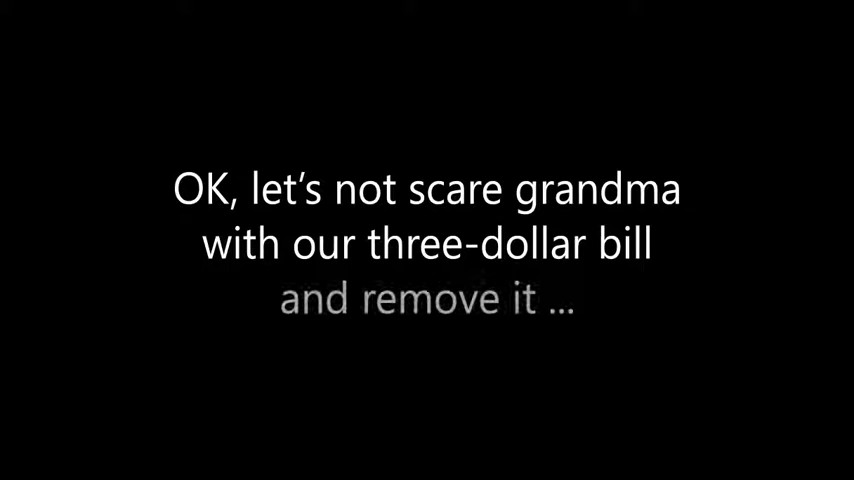 OK, let’s not scare grandma
with our three-dollar bill
and remove it ...